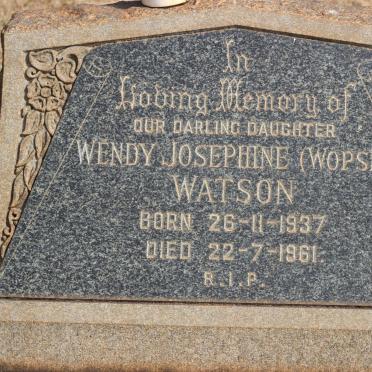 In
Loving Memory of
OUR DARLING DAUGHTER
WENDY JOSEPHINE (WOPS
WATSON
BORN 26-11-1937
DIED 22-7-1961.
R.I.P.